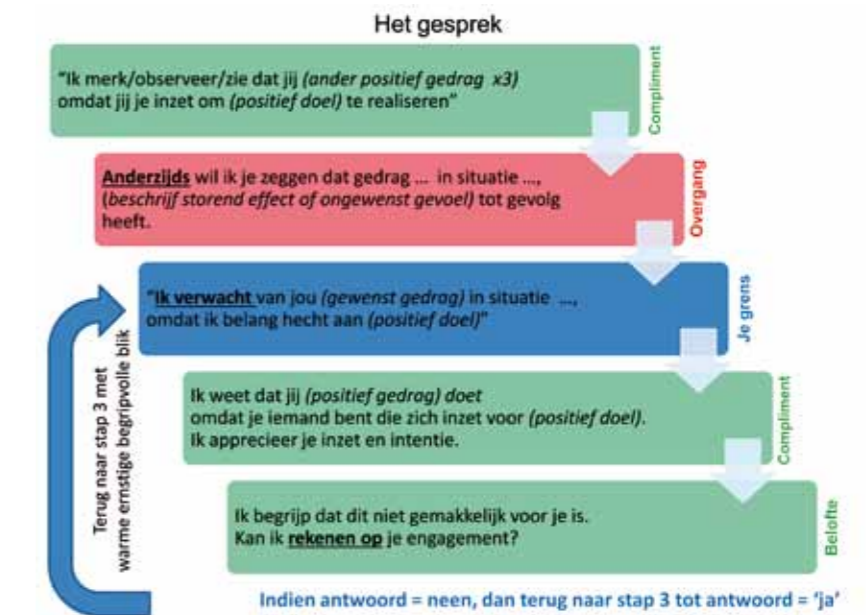 Het gesprek
"Ik merk/observeer/zie dat jij (ander positief gedrag x3)
omdat jij je inzet om (positief doel) te realiseren"
Compliment
Anderzijds wil ik je zeggen dat gedrag ... in situatie ...,
(beschrijf storend effect of ongewenst gevoel) tot gevolg
heeft.
Overgang
"Ik verwacht van jou (gewenst gedrag) in situatie ...,
omdat ik belang hecht aan (positief doel)"
Je grens
Ik weet dat jij (positief gedrag) doet
omdat je iemand bent die zich inzet voor (positief doel).
Ik apprecieer je inzet en intentie.
Compliment
Ik begrijp dat dit niet gemakkelijk voor je is.
Kan ik rekenen op je engagement?
Belofte
Terug naar stap 3 met
warme ernstige begripvolle blik
Indien antwoord = neen, dan terug naar stap 3 tot antwoord = 'ja'